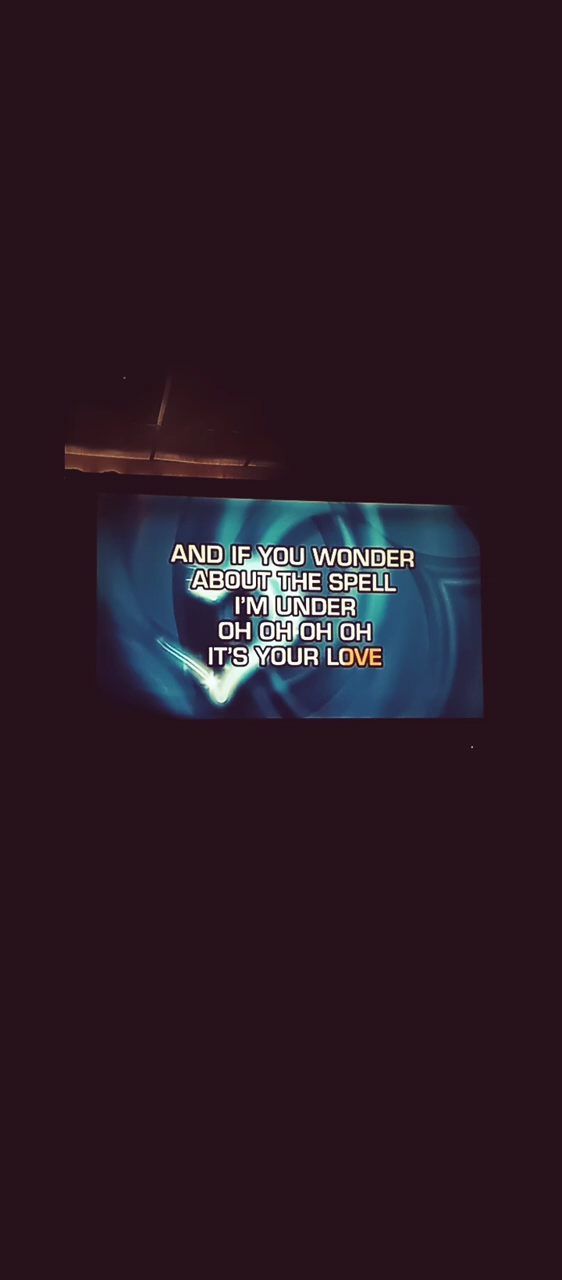 AND IF YOU WONDER
ABOUT THE SPELL
I'M UNDER
OH OH OH OH
IT'S YOUR LOVE